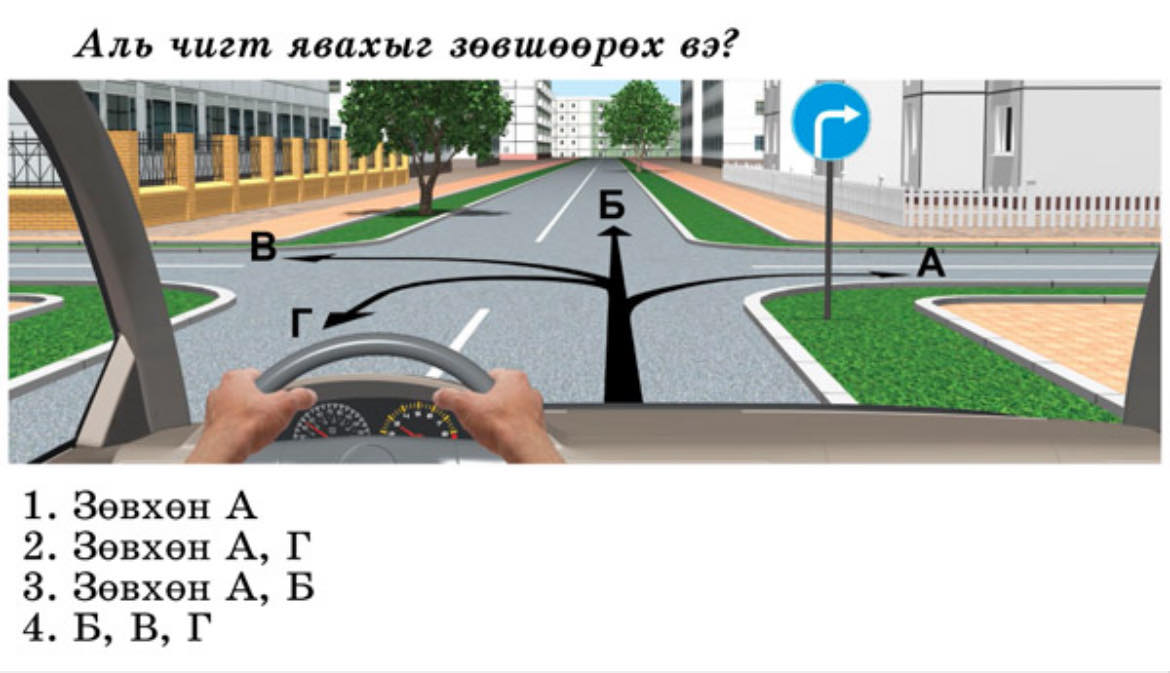 Аль чигт явахыг зөвшөөрөх вэ?
Б
В
А
Г
1. Зөвхөн А
2. Зөвхөн А, Г
3. Зөвхөн А, Б
4. Б, В, Г